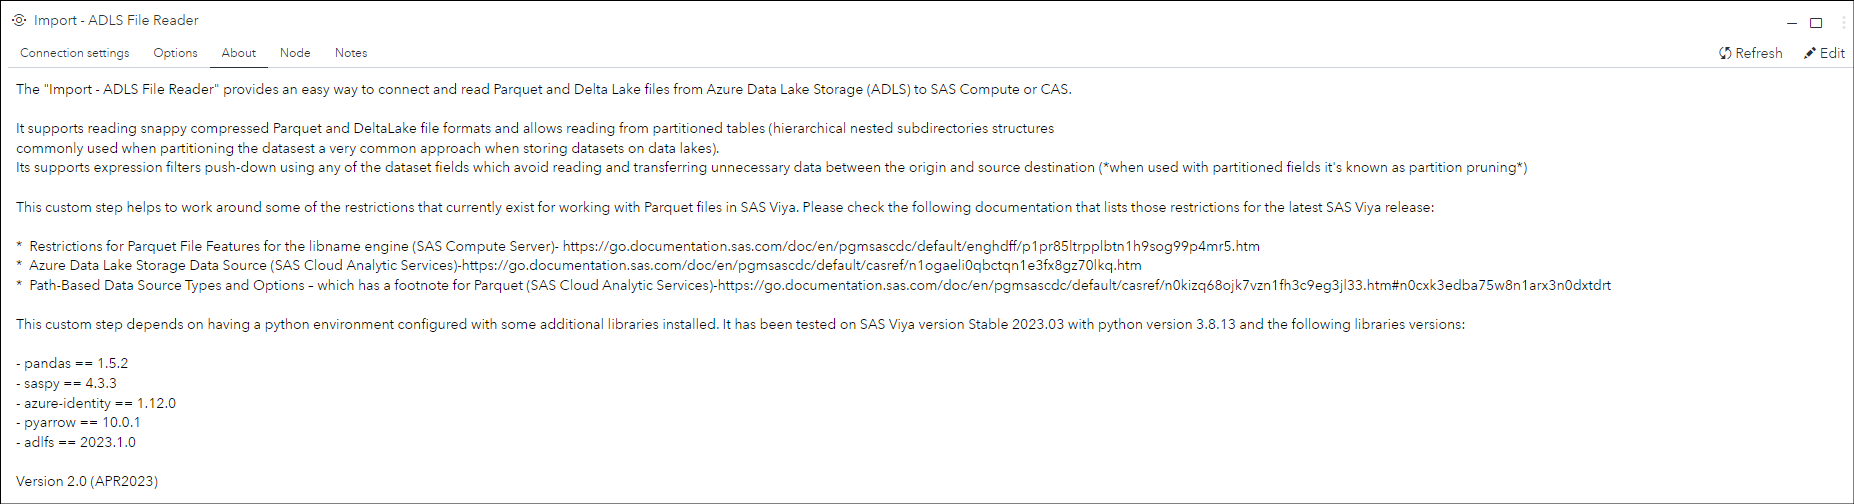 Import - ADLS File Reader
Connection settings Options About Node Notes Refresh Edit
The "Import - ADLS File Reader" provides an easy way to connect and read Parquet and Delta Lake files from Azure Data Lake Storage (ADLS) to SAS Compute or CAS.
It supports reading snappy compressed Parquet and DeltaLake file formats and allows reading from partitioned tables (hierarchical nested subdirectories structures
commonly used when partitioning the datasest a very common approach when storing datasets on data lakes).
Its supports expression filters push-down using any of the dataset fields which avoid reading and transferring unnecessary data between the origin and source destination (*when used with partitioned fields it's known as partition pruning*)
This custom step helps to work around some of the restrictions that currently exist for working with Parquet files in SAS Viya. Please check the following documentation that lists those restrictions for the latest SAS Viya release:
* Restrictions for Parquet File Features for the libname engine (SAS Compute Server)- https://go.documentation.sas.com/doc/en/pgmsascdc/default/enghdff/p1pr85ltrpplbtn1h9sog99p4mr5.htm
* Azure Data Lake Storage Data Source (SAS Cloud Analytic Services)-https://go.documentation.sas.com/doc/en/pgmsascdc/default/casref/n1ogaeli0qbctqn1e3fx8gz70lkq.htm
* Path-Based Data Source Types and Options – which has a footnote for Parquet (SAS Cloud Analytic Services)-https://go.documentation.sas.com/doc/en/pgmsascdc/default/casref/n0kizq68ojk7vzn1fh3c9eg3jl33.htm#n0cxk3edba75w8n1arx3n0dxtdrt
This custom step depends on having a python environment configured with some additional libraries installed. It has been tested on SAS Viya version Stable 2023.03 with python version 3.8.13 and the following libraries versions:
- pandas == 1.5.2
- saspy == 4.3.3
- azure-identity == 1.12.0
- pyarrow == 10.0.1
- adlfs == 2023.1.0
Version 2.0 (APR2023)